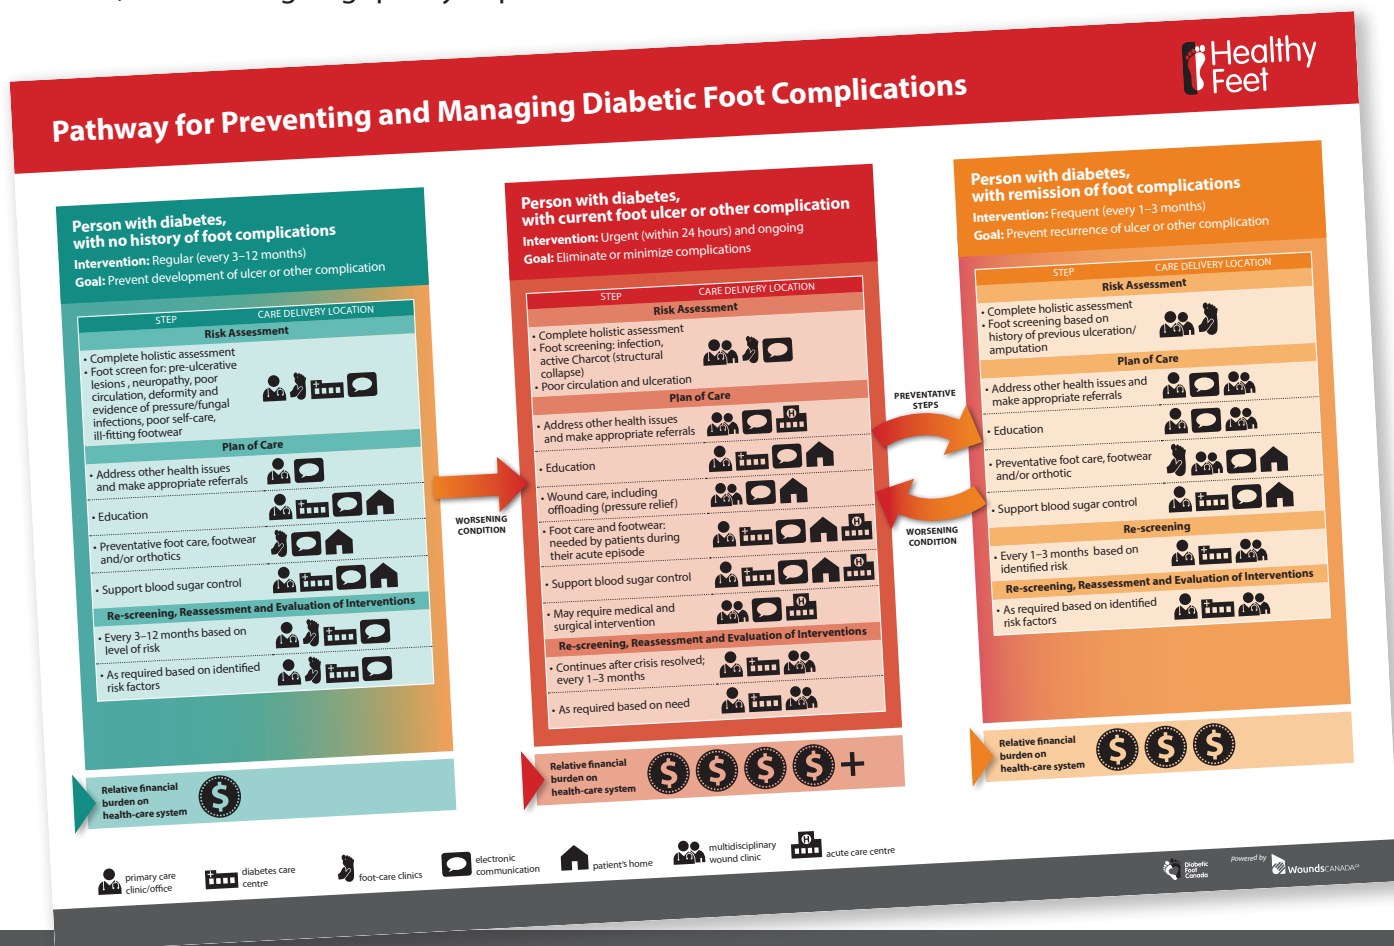 Healthy
Feet
Pathway for Preventing and Managing Diabetic Foot Complications
Person with diabetes,
with no history of foot complications
Intervention: Regular (every 3–12 months)
Goal: Prevent development of ulcer or other complication
STEP CARE DELIVERY LOCATION
Risk Assessment
• Complete holistic assessment
• Foot screen for: pre-ulcerative
lesions , neuropathy, poor
circulation, deformity and
evidence of pressure/fungal
infections, poor self-care,
ill-fitting footwear
Plan of Care
• Address other health issues
and make appropriate referrals
• Education
• Preventative foot care, footwear
and/or orthotics
• Support blood sugar control
Re-screening, Reassessment and Evaluation of Interventions
• Every 3–12 months based on
level of risk
• As required based on identified
risk factors
Relative financial
burden on
health-care system
$
WORSENING
CONDITION
Person with diabetes,
with current foot ulcer or other complication
Intervention: Urgent (within 24 hours) and ongoing
Goal: Eliminate or minimize complications
STEP CARE DELIVERY LOCATION
Risk Assessment
• Complete holistic assessment
• Foot screening: infection,
active Charcot (structural
collapse)
• Poor circulation and ulceration
Plan of Care
• Address other health issues
and make appropriate referrals
H
• Education
• Wound care, including
offloading (pressure relief)
• Foot care and footwear:
needed by patients during
their acute episode
H
• Support blood sugar control
H
• May require medical and
surgical intervention
H
Re-screening, Reassessment and Evaluation of Interventions
• Continues after crisis resolved;
every 1–3 months
• As required based on need
Relative financial
burden on
health-care system
$ $ $ $ +
PREVENTATIVE
STEPS
WORSENING
CONDITION
Person with diabetes,
with remission of foot complications
Intervention: Frequent (every 1–3 months)
Goal: Prevent recurrence of ulcer or other complication
STEP CARE DELIVERY LOCATION
Risk Assessment
• Complete holistic assessment
• Foot screening based on
history of previous ulceration/
amputation
Plan of Care
• Address other health issues and
make appropriate referrals
• Education
• Preventative foot care, footwear
and/or orthotic
• Support blood sugar control
Re-screening
• Every 1–3 months based on
identified risk
Re-screening, Reassessment and Evaluation of Interventions
• As required based on identified
risk factors
Relative financial
burden on
health-care system
$ $ $
primary care
clinic/office
diabetes care
centre
foot-care clinics
electronic
communication
patient's home
multidisciplinary
wound clinic
H
acute care centre
Diabetic
Foot
Canada
Powered by
WoundsCANADA